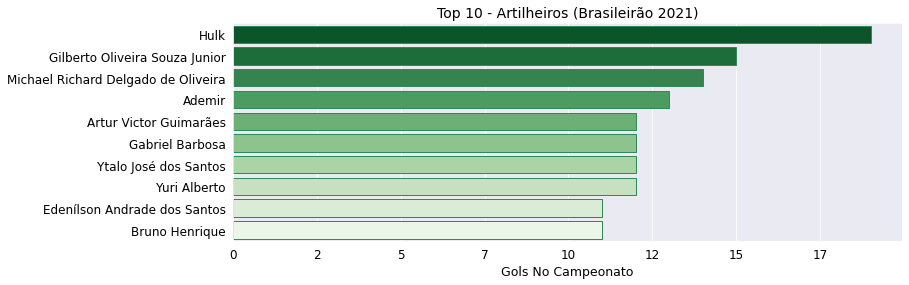 Top 10 - Artilheiros (Brasileirão 2021)
Hulk
Gilberto Oliveira Souza Junior
Michael Richard Delgado de Oliveira
Ademir
Artur Victor Guimarães
Gabriel Barbosa
Ytalo José dos Santos
Yuri Alberto
Edenílson Andrade dos Santos
Bruno Henrique
0 2 5 7 10 12 15 17
Gols No Campeonato